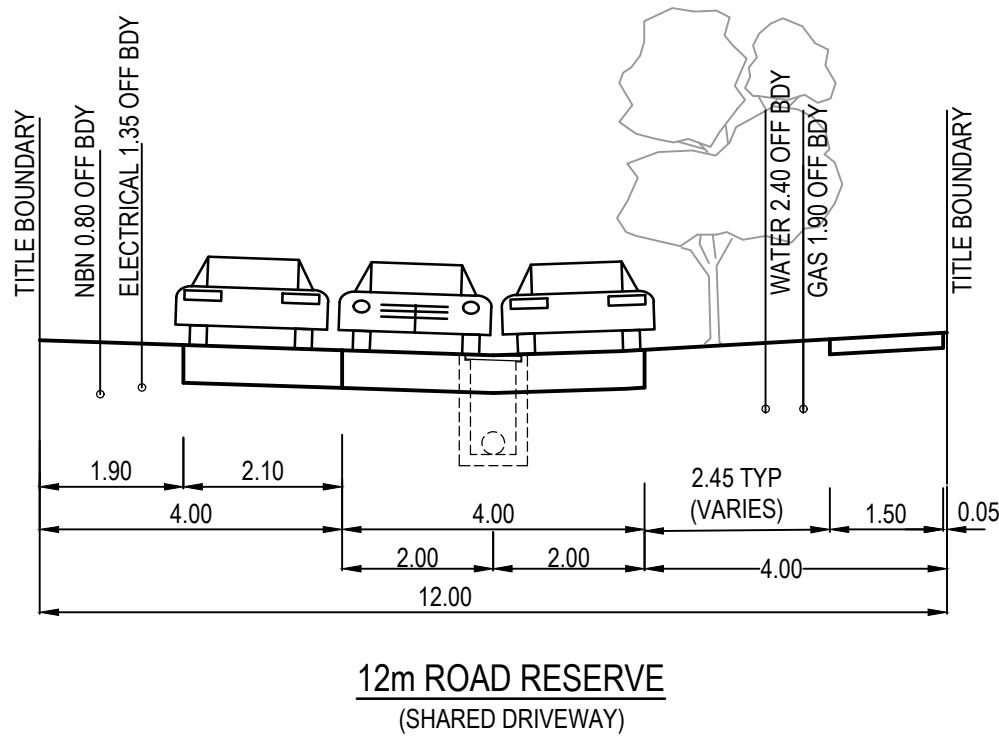 TITLE BOUNDARY
NBN 0.80 OFF BDY
ELECTRICAL 1.35 OFF BDY
WATER 2.40 OFF BDY
GAS 1.90 OFF BDY
TITLE BOUNDARY
1.90
2.10
2.45 TYP
(VARIES)
1.50
0.05
4.00
4.00
2.00
2.00
4.00
12.00
12m ROAD RESERVE
(SHARED DRIVEWAY)